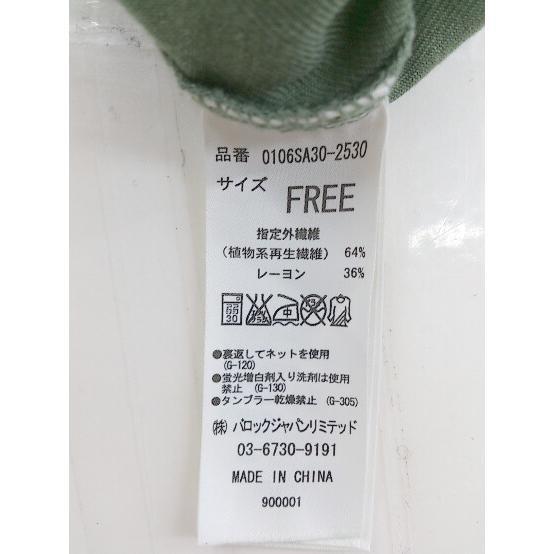 品番 0106SA30-2530
サイズ FREE
指定外繊維
（植物系再生繊維） 64%
レーヨン 36%
30 中
●裏返してネットを使用
(G-120)
●蛍光増白剤入り洗剤は使用
禁止 (G-130)
●タンブラー乾燥禁止 (G-305)
㈱ バロックジャパンリミテッド
03-6730-9191
MADE IN CHINA
900001